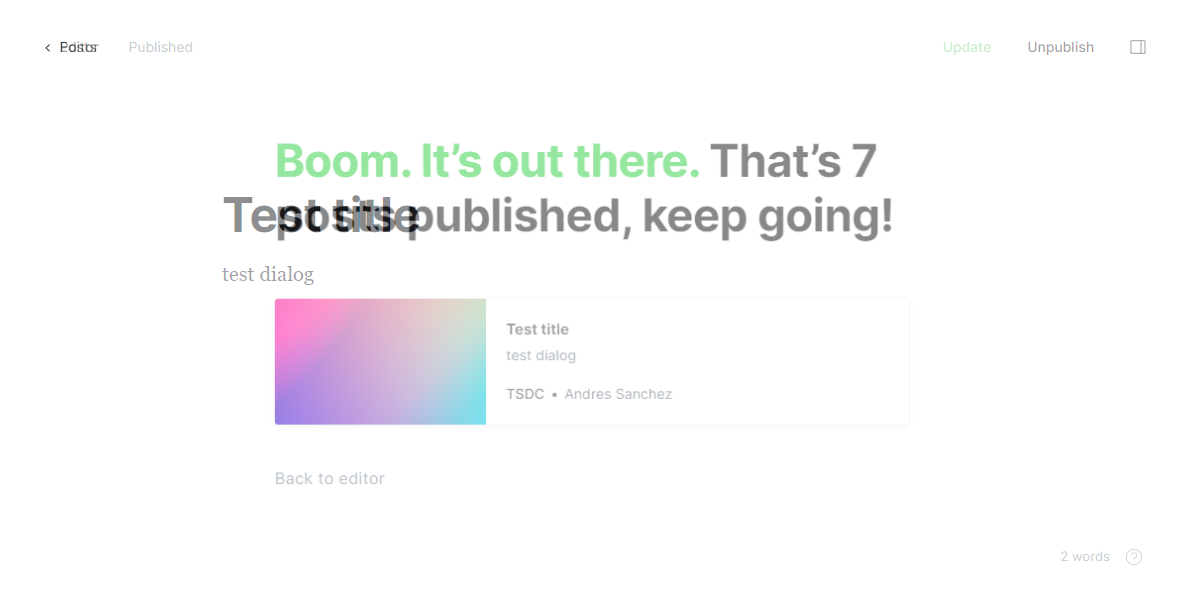 Posts
Editor
Published
Update
Unpublish
Boom. It’s out there. That’s 7
posts published, keep going!
Test title
test dialog
Test title
test dialog
TSDC • Andres Sanchez
Back to editor
2 words
?